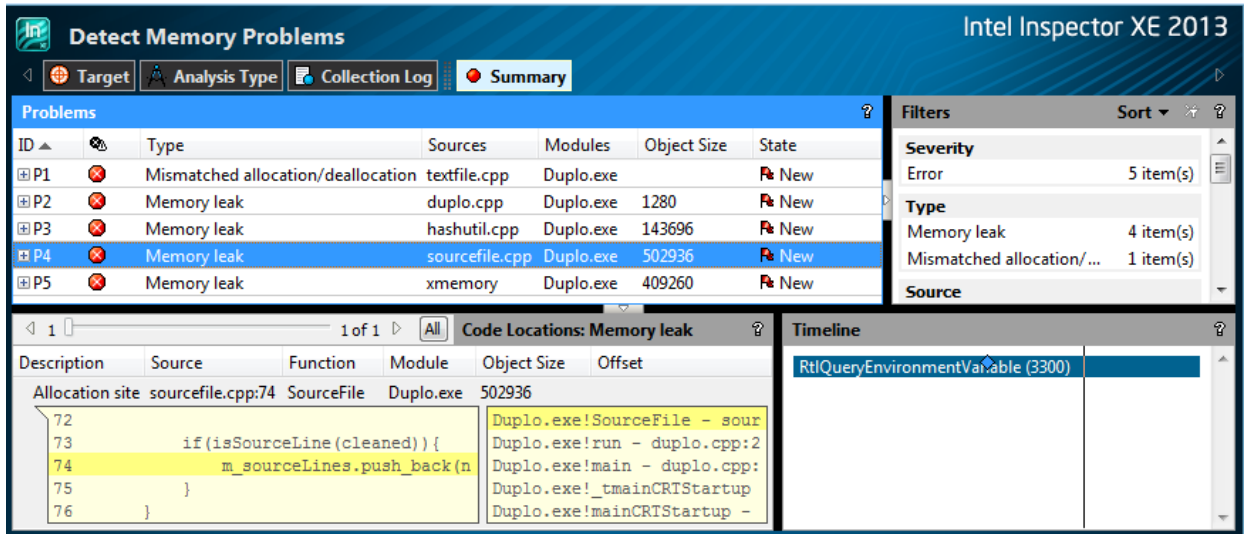 Intel Inspector XE 2013
Detect Memory Problems
Target Analysis Type Collection Log Summary
Problems ?
ID Type Sources Modules Object Size State
P1 Mismatched allocation/deallocation textfile.cpp Duplo.exe New
P2 Memory leak duplo.cpp Duplo.exe 1280 New
P3 Memory leak hashutil.cpp Duplo.exe 143696 New
P4 Memory leak sourcefile.cpp Duplo.exe 502936 New
P5 Memory leak xmemory Duplo.exe 409260 New
Filters Sort ?
Severity
Error 5 item(s)
Type
Memory leak 4 item(s)
Mismatched allocation/... 1 item(s)
Source
1 1 of 1 All Code Locations: Memory leak ?
Description Source Function Module Object Size Offset
Allocation site sourcefile.cpp:74 SourceFile Duplo.exe 502936
72
73 if(isSourceLine(cleaned)){
74 m_sourceLines.push_back(n
75 }
76 }
Duplo.exe!SourceFile - sour
Duplo.exe!run - duplo.cpp:2
Duplo.exe!main - duplo.cpp:
Duplo.exe!_tmainCRTStartup
Duplo.exe!mainCRTStartup -
Timeline ?
RtlQueryEnvironmentVariable (3300)